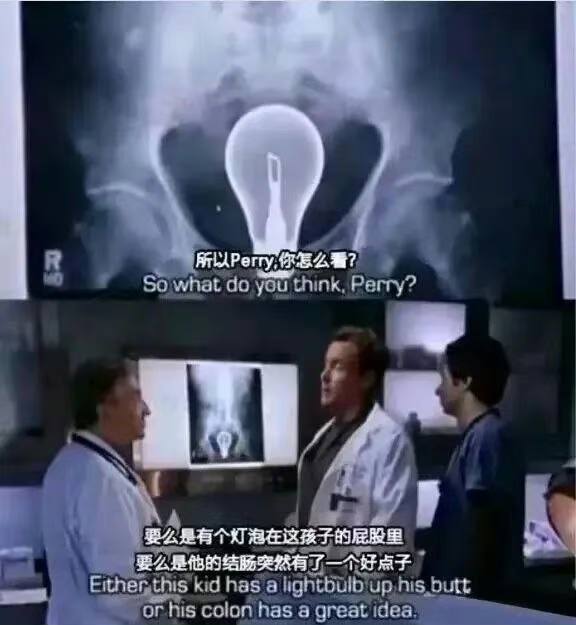 R
所以Perry,你怎么看?
So what do you think, Perry?
要么是有个灯泡在这孩子的屁股里
要么是他的结肠突然有了一个好点子
Either this kid has a lightbulb up his butt
or his colon has a great idea.